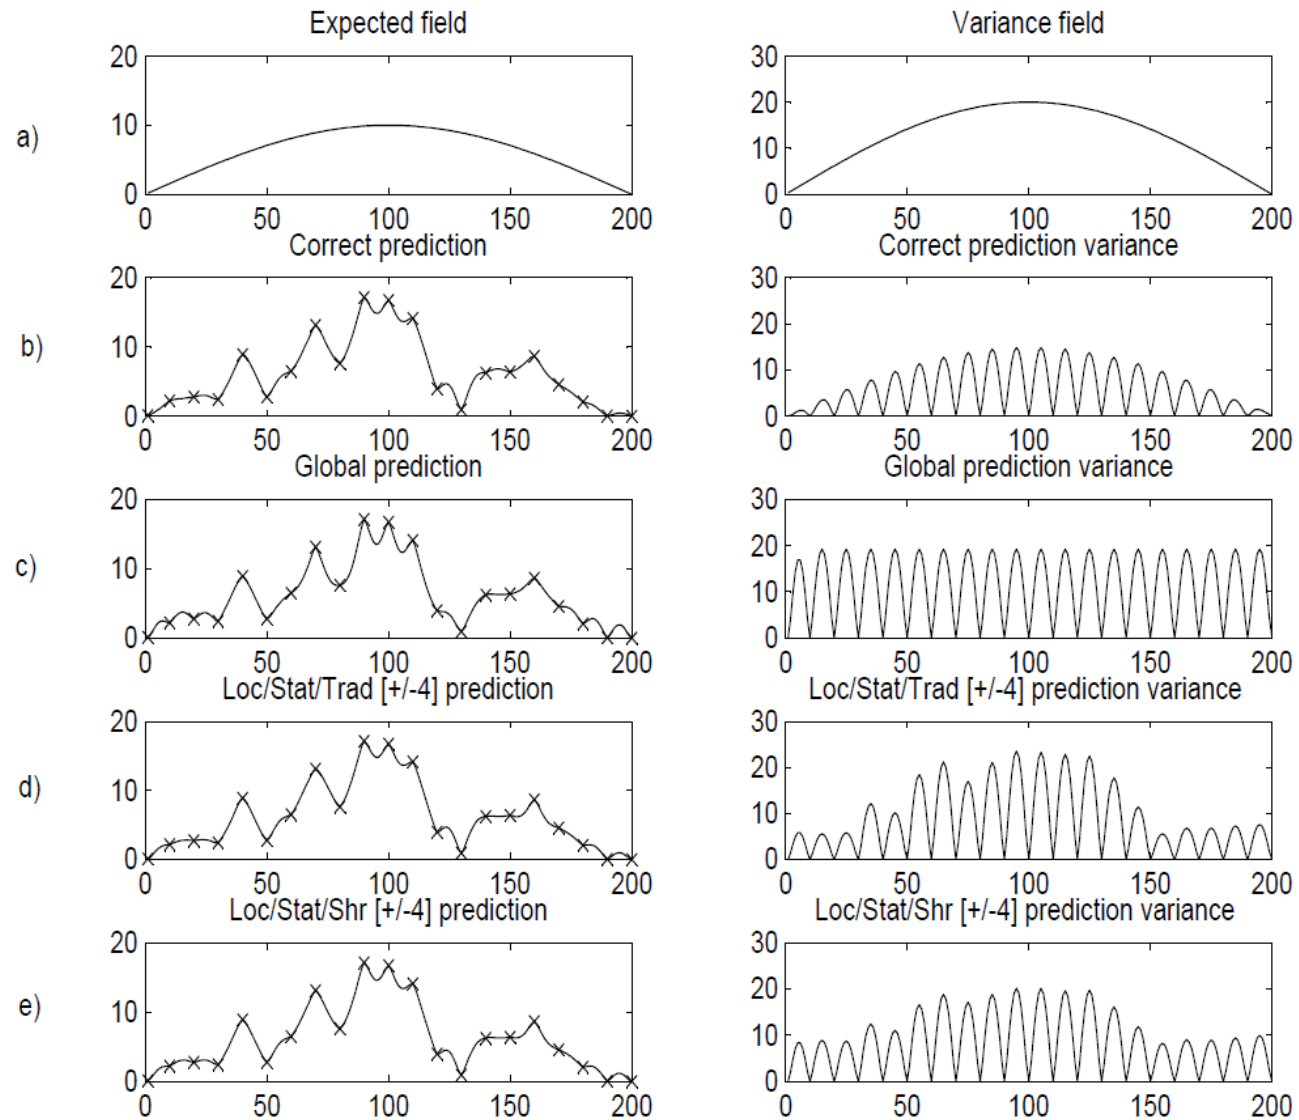 Expected field Variance field
20 30
20
a) 10
10
0 0
0 50 100 150 200 0 50 100 150 200
Correct prediction Correct prediction variance
20 30
20
b) 10
10
0 0
0 50 100 150 200 0 50 100 150 200
Global prediction Global prediction variance
20 30
20
c) 10
10
0 0
0 50 100 150 200 0 50 100 150 200
Loc/Stat/Trad [+/-4] prediction Loc/Stat/Trad [+/-4] prediction variance
20 30
20
d) 10
10
0 0
0 50 100 150 200 0 50 100 150 200
Loc/Stat/Shr [+/-4] prediction Loc/Stat/Shr [+/-4] prediction variance
20 30
20
e) 10
10
0 0
0 50 100 150 200 0 50 100 150 200